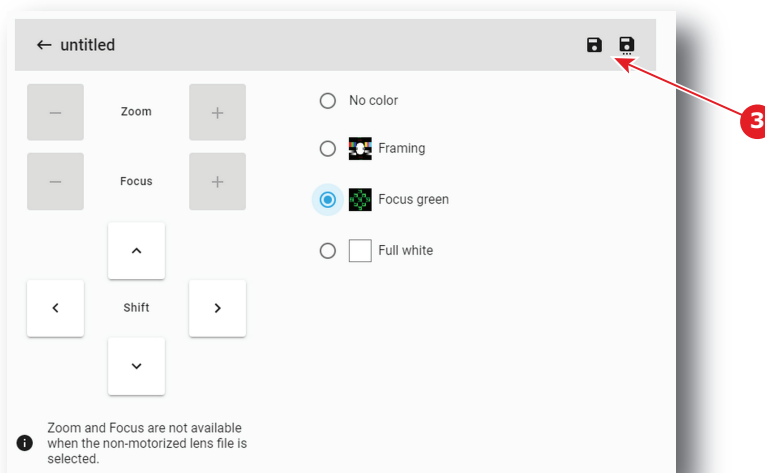 untitled
3
Zoom
Focus
Shift
No color
Framing
Focus green
Full white
Zoom and Focus are not available
when the non-motorized lens file is
selected.